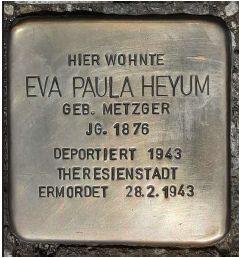 HIER WOHNTE
EVA PAULA HEYUM
GEB. METZGER
JG. 1876
DEPORTIERT 1943
THERESIENSTADT
ERMORDET 28.2.1943